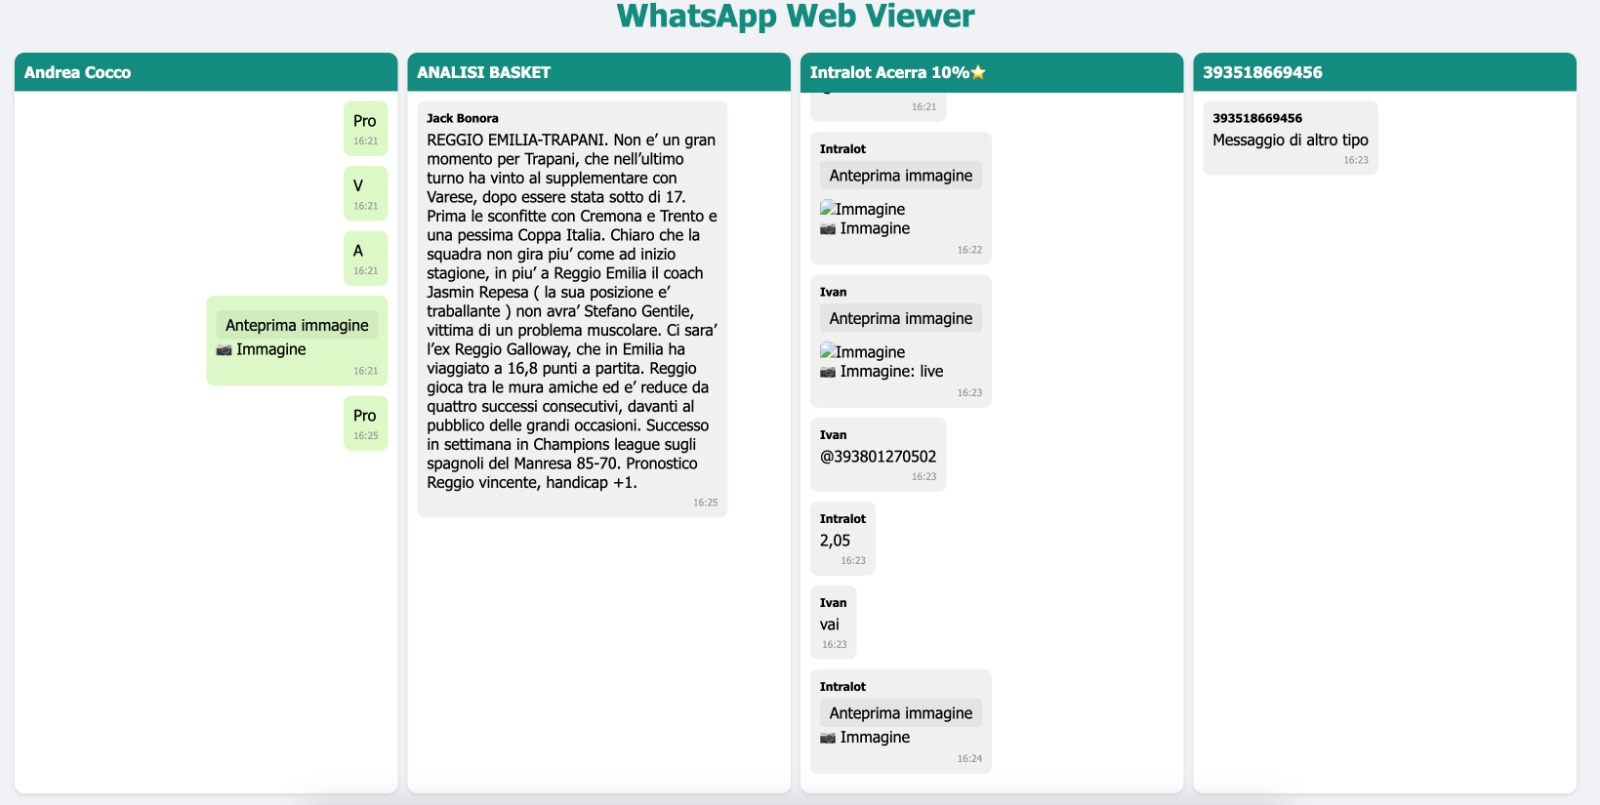 WhatsApp Web Viewer
Andrea Cocco
Pro
16:21
V
16:21
A
16:21
Anteprima immagine
📷 Immagine
16:21
Pro
16:25
ANALISI BASKET
Jack Bonora
REGGIO EMILIA-TRAPANI. Non e’ un gran
momento per Trapani, che nell’ultimo
turno ha vinto al supplementare con
Varese, dopo essere stata sotto di 17.
Prima le sconfitte con Cremona e Trento e
una pessima Coppa Italia. Chiaro che la
squadra non gira piu’ come ad inizio
stagione, in piu’ a Reggio Emilia il coach
Jasmin Repesa ( la sua posizione e’
traballante ) non avra’ Stefano Gentile,
vittima di un problema muscolare. Ci sara’
l’ex Reggio Galloway, che in Emilia ha
viaggiato a 16,8 punti a partita. Reggio
gioca tra le mura amiche ed e’ reduce da
quattro successi consecutivi, davanti al
pubblico delle grandi occasioni. Successo
in settimana in Champions league sugli
spagnoli del Manresa 85-70. Pronostico
Reggio vincente, handicap +1.
16:25
Intralot Acerra 10%⭐
16:21
Intralot
Anteprima immagine
Immagine
📷 Immagine
16:22
Ivan
Anteprima immagine
Immagine
📷 Immagine: live
16:23
Ivan
@393801270502
16:23
Intralot
2,05
16:23
Ivan
vai
16:23
Intralot
Anteprima immagine
📷 Immagine
16:24
393518669456
393518669456
Messaggio di altro tipo
16:23